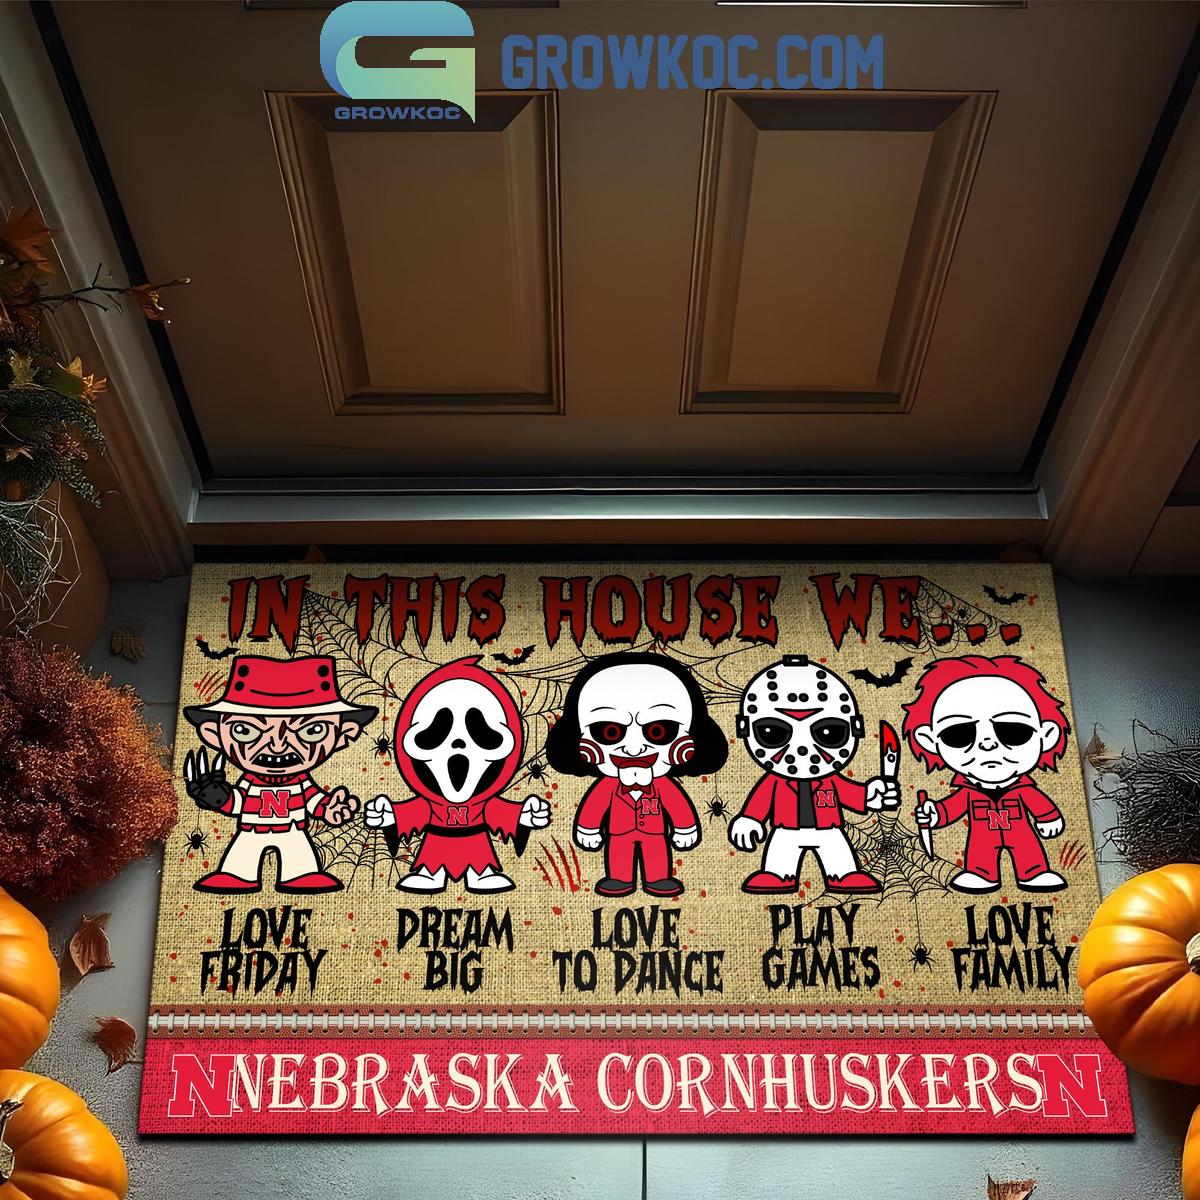 GROWKOC.COM
GROWKOC
IN THIS HOUSE WE...
N
N
N
N
N
LOVE
FRIDAY
DREAM
BIG
LOVE
TO DANCE
PLAY
GAMES
LOVE
FAMILY
N NEBRASKA CORNHUSKERS N